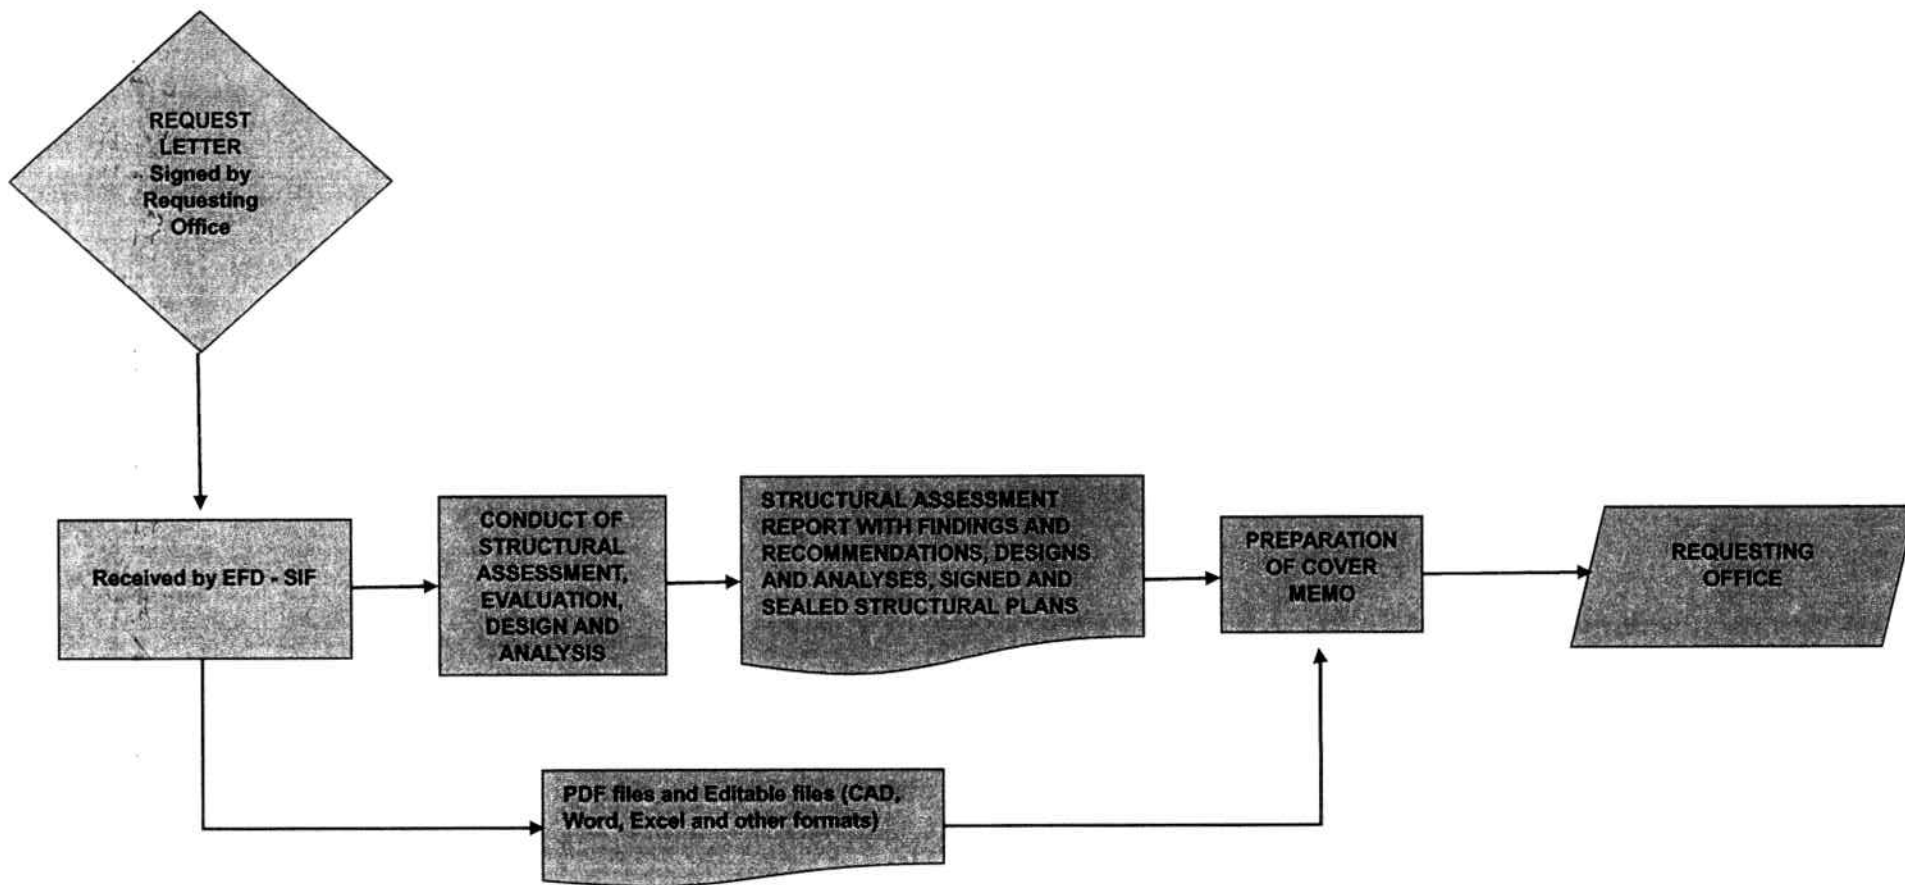 REQUEST
LETTER
Signed by
Requesting
Office
Received by EFD - SIF
CONDUCT OF
STRUCTURAL
ASSESSMENT,
EVALUATION,
DESIGN AND
ANALYSIS
STRUCTURAL ASSESSMENT
REPORT WITH FINDINGS AND
RECOMMENDATIONS, DESIGNS
AND ANALYSES, SIGNED AND
SEALED STRUCTURAL PLANS
PREPARATION
OF COVER
MEMO
REQUESTING
OFFICE
PDF files and Editable files (CAD,
Word, Excel and other formats)